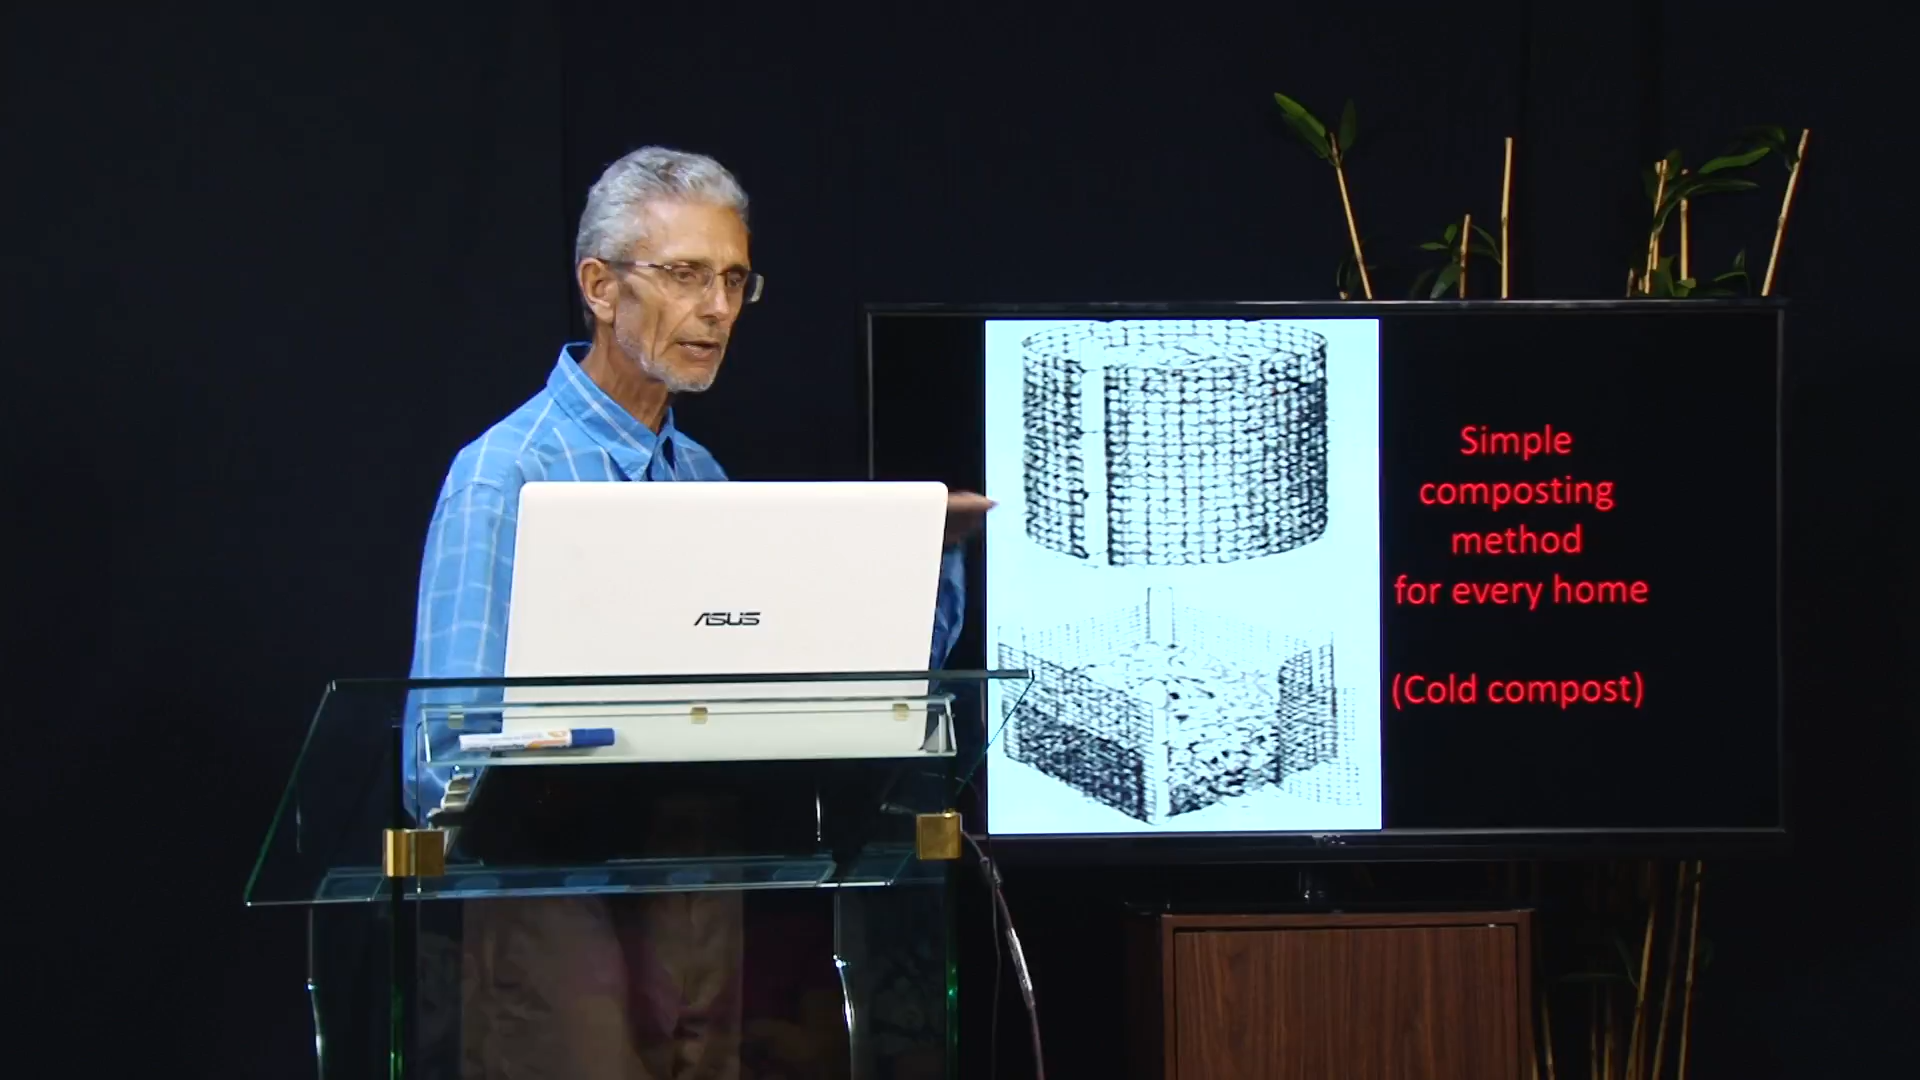 ASUS
Simple
composting
method
for every home
(Cold compost)